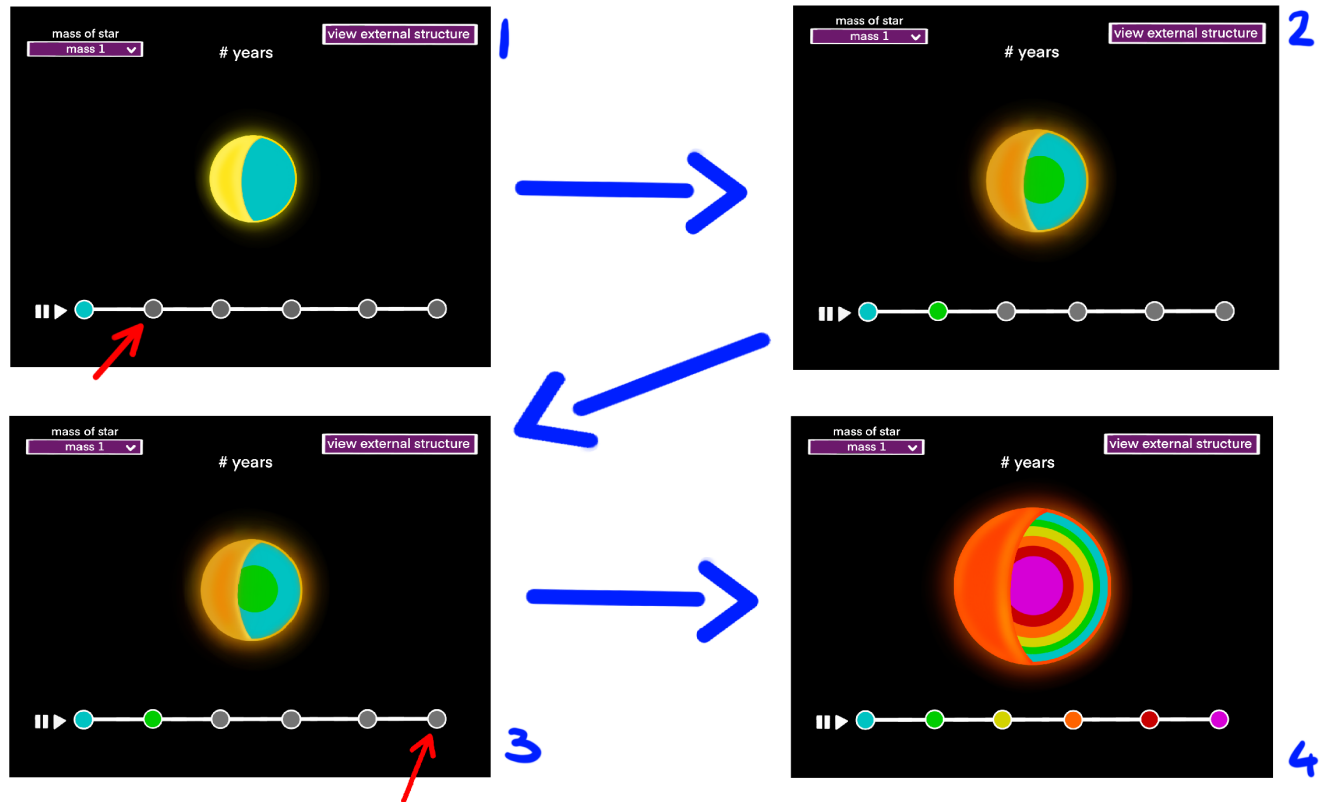 mass of star
mass 1
# years
view external structure
1
mass of star
mass 1
# years
view external structure
2
mass of star
mass 1
# years
view external structure
3
mass of star
mass 1
# years
view external structure
4